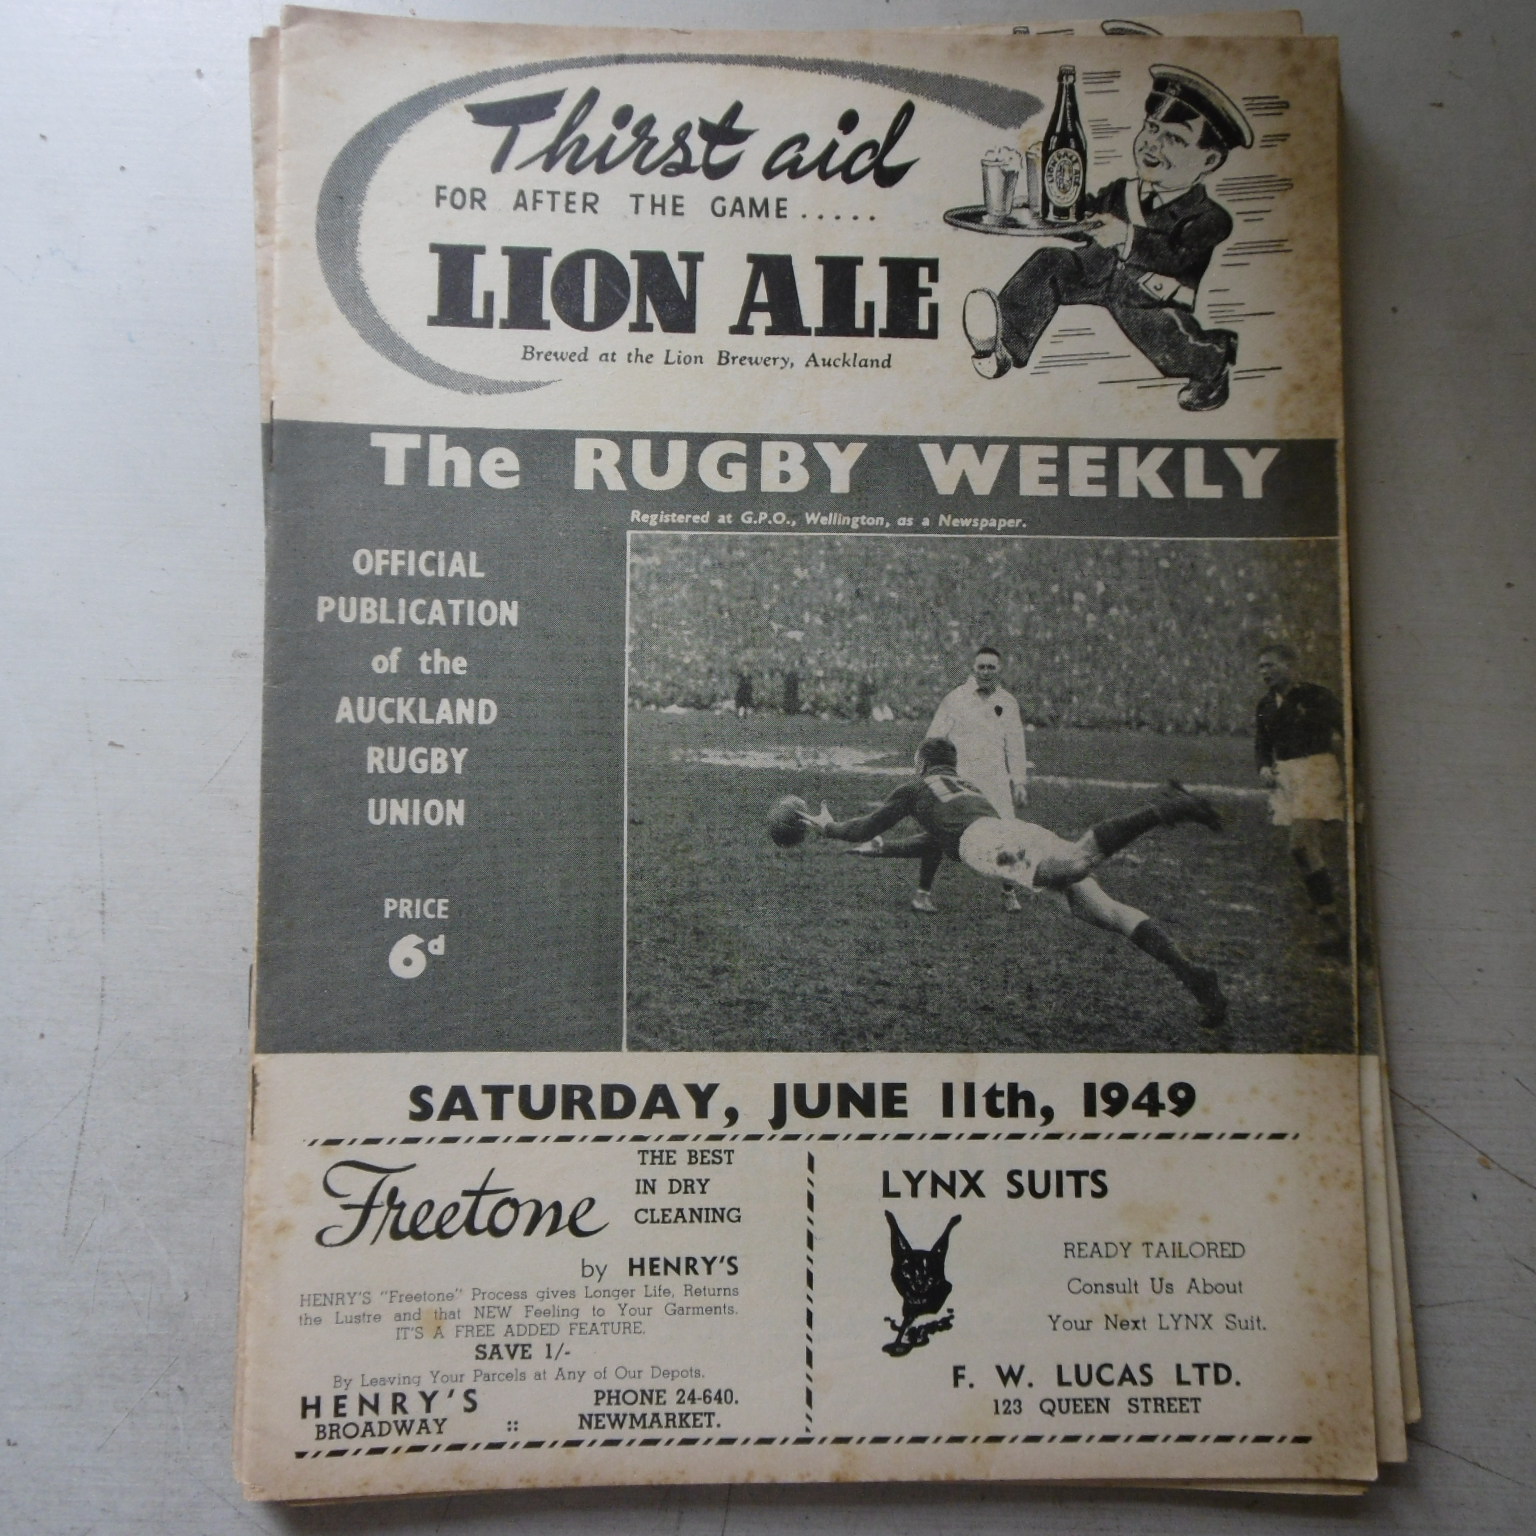 Thirst aid
FOR AFTER THE GAME.....
LION ALE
Brewed at the Lion Brewery, Auckland
The RUGBY WEEKLY
Registered at G.P.O., Wellington, as a Newspaper.
OFFICIAL
PUBLICATION
of the
AUCKLAND
RUGBY
UNION
PRICE
6d
SATURDAY, JUNE 11th, 1949
Freetone
THE BEST
IN DRY
CLEANING
by HENRY'S
HENRY'S "Freetone" Process gives Longer Life, Returns
the Lustre and that NEW Feeling to Your Garments.
IT'S A FREE ADDED FEATURE.
SAVE 1/-
By Leaving Your Parcels at Any of Our Depots.
HENRY'S PHONE 24-640.
BROADWAY :: NEWMARKET.
LYNX SUITS
READY TAILORED
Consult Us About
Your Next LYNX Suit.
F. W. LUCAS LTD.
123 QUEEN STREET